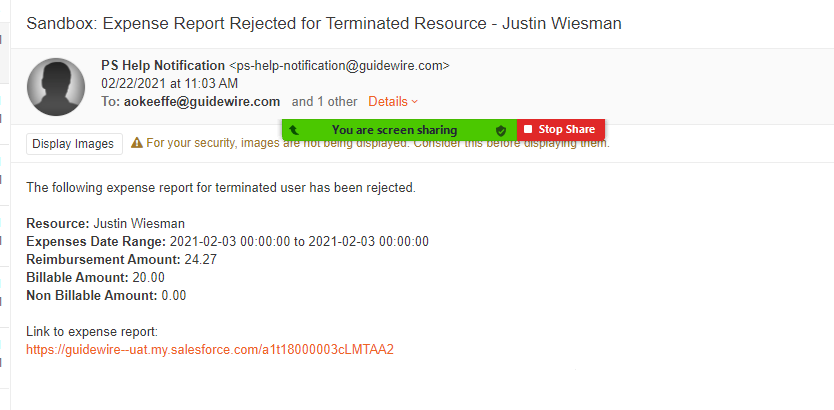 Sandbox: Expense Report Rejected for Terminated Resource - Justin Wiesman
PS Help Notification <ps-help-notification@guidewire.com>
02/22/2021 at 11:03 AM
To: aokeeffe@guidewire.com and 1 other Details
You are screen sharing
Stop Share
Display Images
For your security, images are not being displayed. Consider this before displaying them.
The following expense report for terminated user has been rejected.
Resource: Justin Wiesman
Expenses Date Range: 2021-02-03 00:00:00 to 2021-02-03 00:00:00
Reimbursement Amount: 24.27
Billable Amount: 20.00
Non Billable Amount: 0.00
Link to expense report:
https://guidewire--uat.my.salesforce.com/a1t18000003cLMTAA2